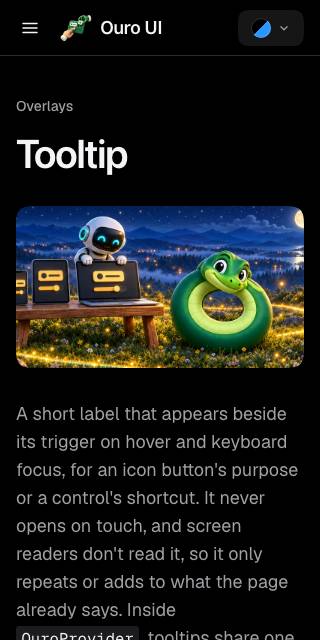 Ouro UI
Overlays
Tooltip
A short label that appears beside
its trigger on hover and keyboard
focus, for an icon button's purpose
or a control's shortcut. It never
opens on touch, and screen
readers don't read it, so it only
repeats or adds to what the page
already says. Inside
OuroProvider, tooltips share one